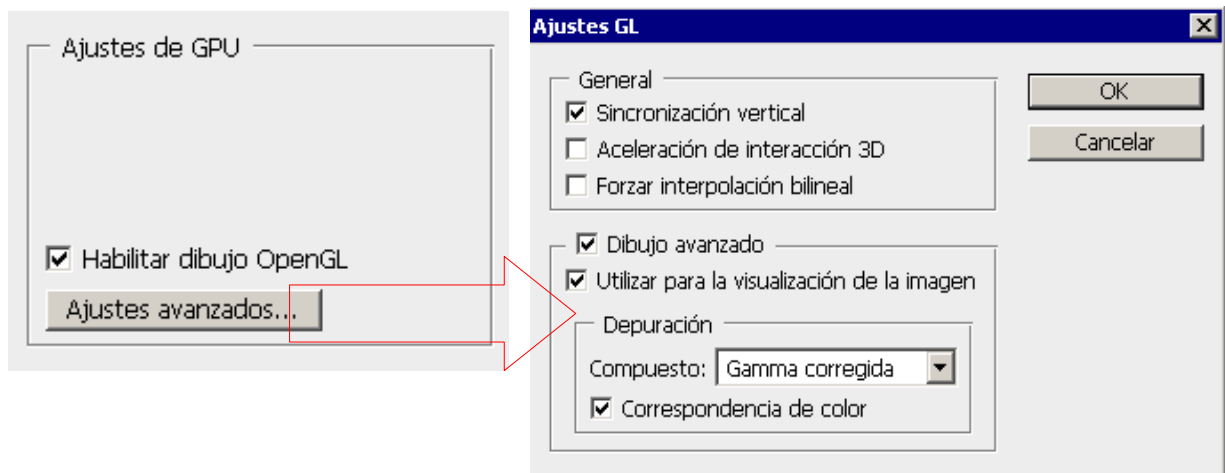 Ajustes de GPU
Habilitar dibujo OpenGL
Ajustes avanzados...
Ajustes GL
General
Sincronización vertical
Aceleración de interacción 3D
Forzar interpolación bilineal
OK
Cancelar
Dibujo avanzado
Utilizar para la visualización de la imagen
Depuración
Compuesto: Gamma corregida
Correspondencia de color